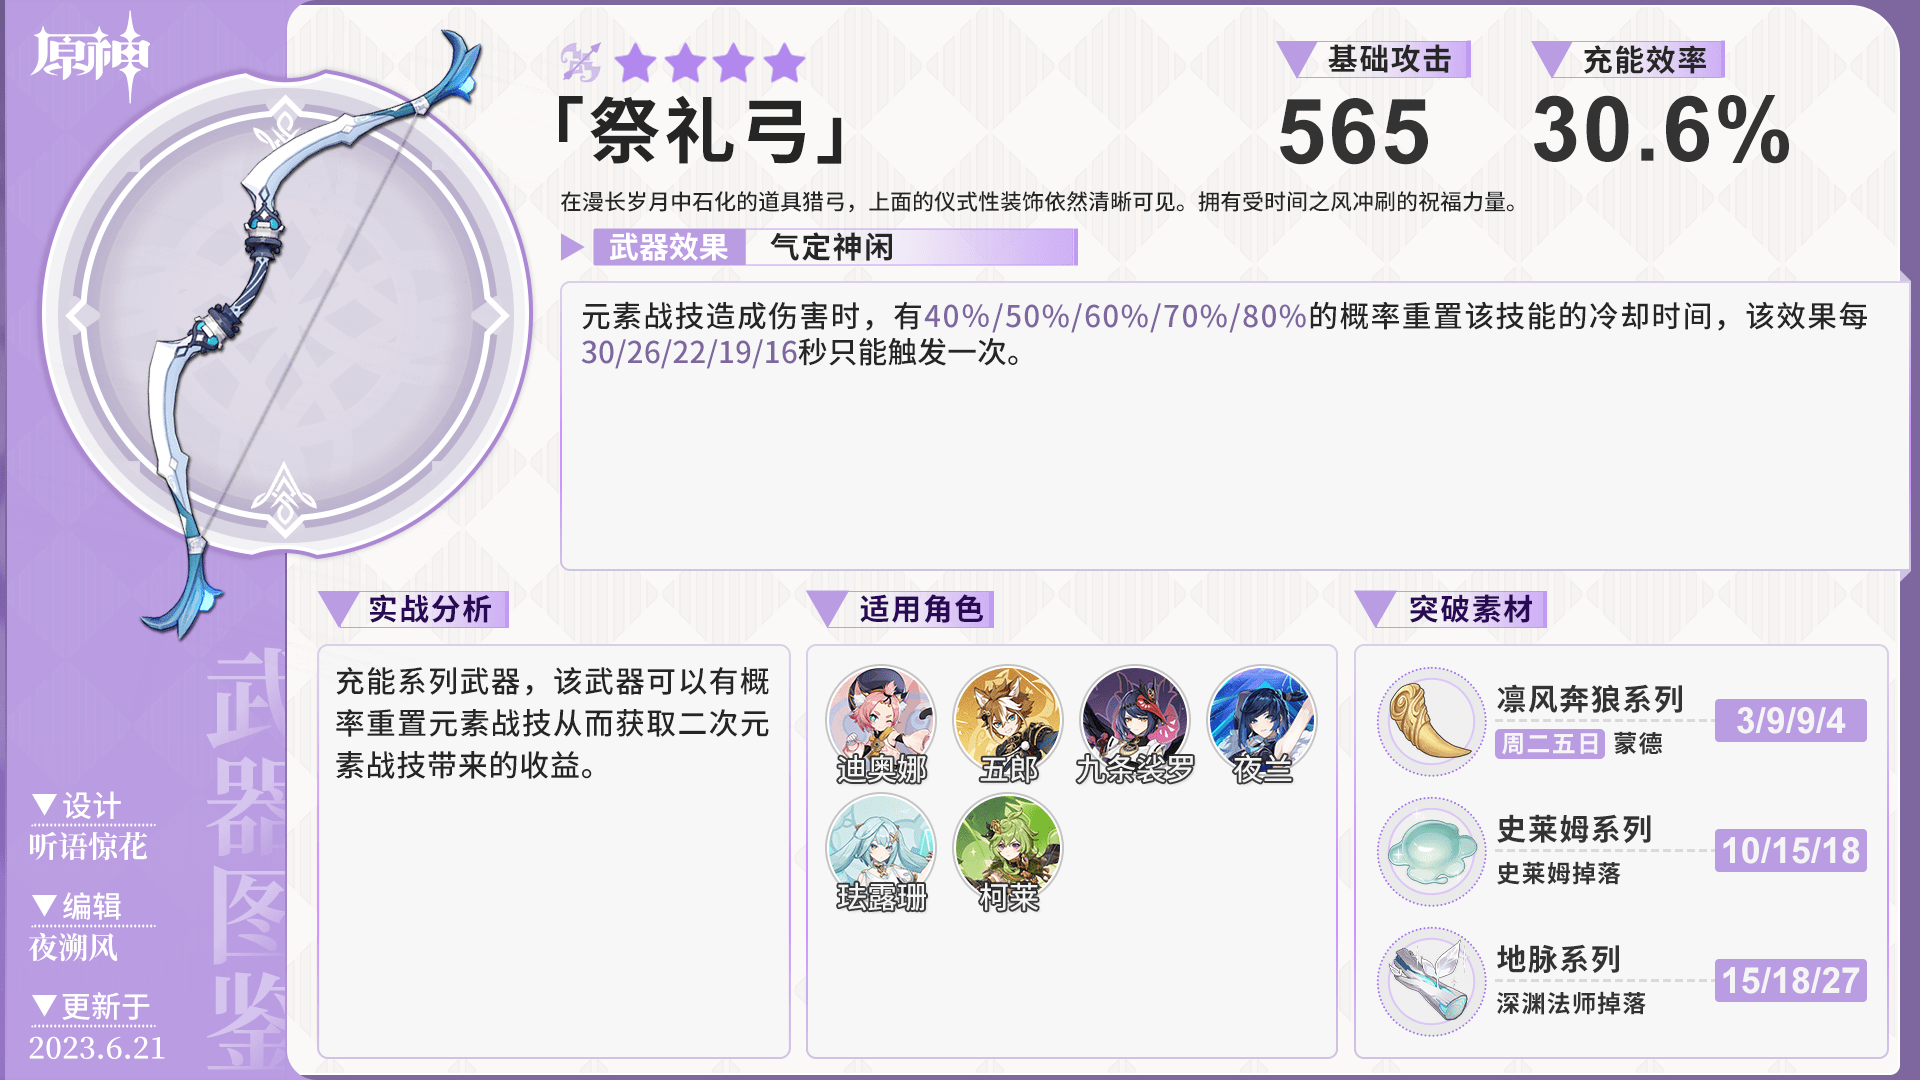 原神
基础攻击
565
充能效率
30.6%
「祭礼弓」
在漫长岁月中石化的道具猎弓，上面的仪式性装饰依然清晰可见。拥有受时间之风冲刷的祝福力量。
武器效果 气定神闲
元素战技造成伤害时，有40%/50%/60%/70%/80%的概率重置该技能的冷却时间，该效果每
30/26/22/19/16秒只能触发一次。
实战分析
充能系列武器，该武器可以有概
率重置元素战技从而获取二次元
素战技带来的收益。
适用角色
迪奥娜 五郎 九条裟罗 夜兰
珐露珊 柯莱
突破素材
凛风奔狼系列
周二五日 蒙德
3/9/9/4
史莱姆系列
史莱姆掉落
10/15/18
地脉系列
深渊法师掉落
15/18/27
武器图鉴
▼设计
听语惊花
▼编辑
夜溯风
▼更新于
2023.6.21